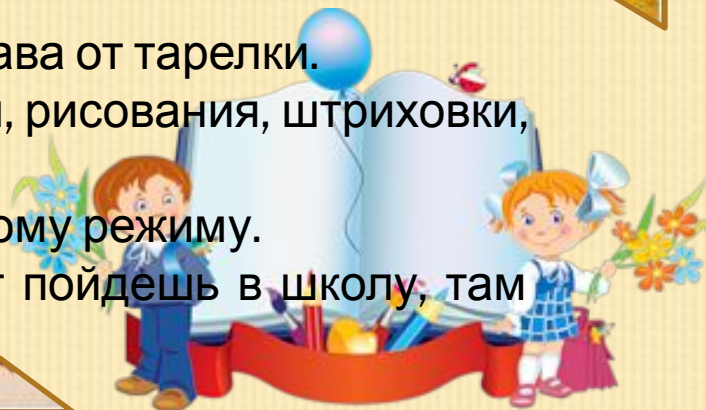 ава от тарелки.
, рисования, штриховки,
ому режиму.
т пойдешь в школу, там